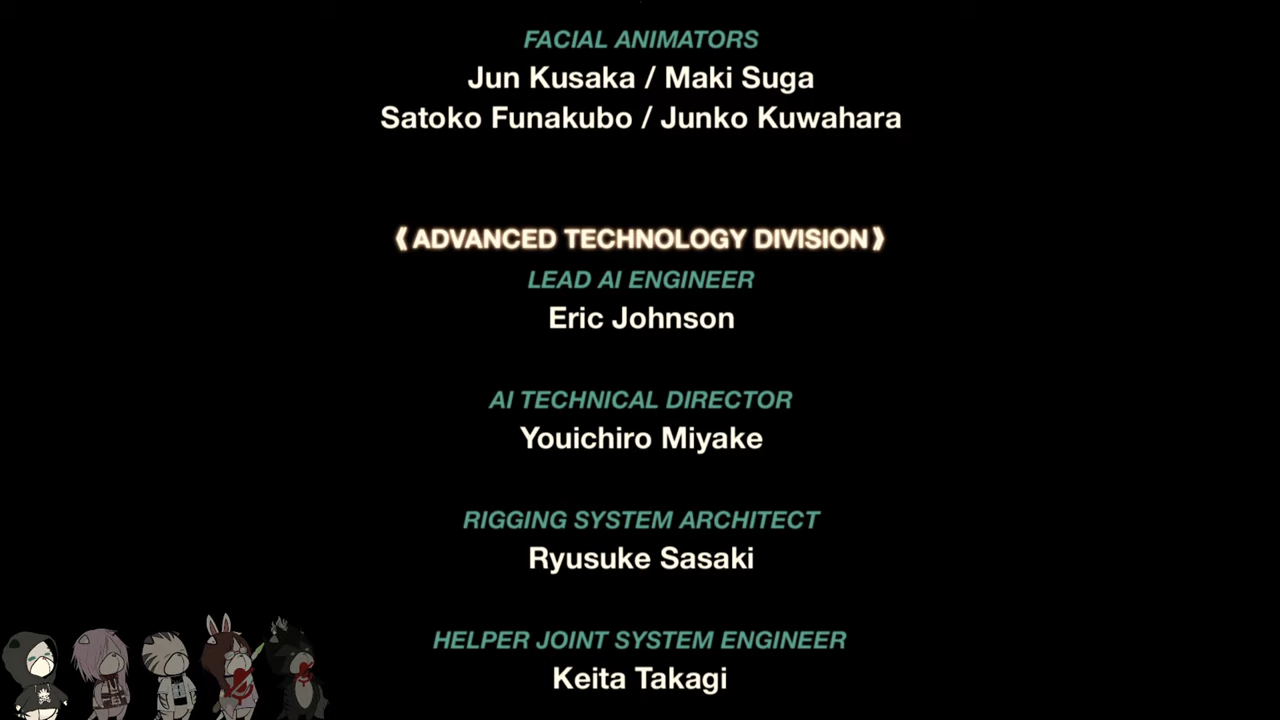 FACIAL ANIMATORS
Jun Kusaka / Maki Suga
Satoko Funakubo / Junko Kuwahara
⟪ADVANCED TECHNOLOGY DIVISION⟫
LEAD AI ENGINEER
Eric Johnson
AI TECHNICAL DIRECTOR
Youichiro Miyake
RIGGING SYSTEM ARCHITECT
Ryusuke Sasaki
HELPER JOINT SYSTEM ENGINEER
Keita Takagi